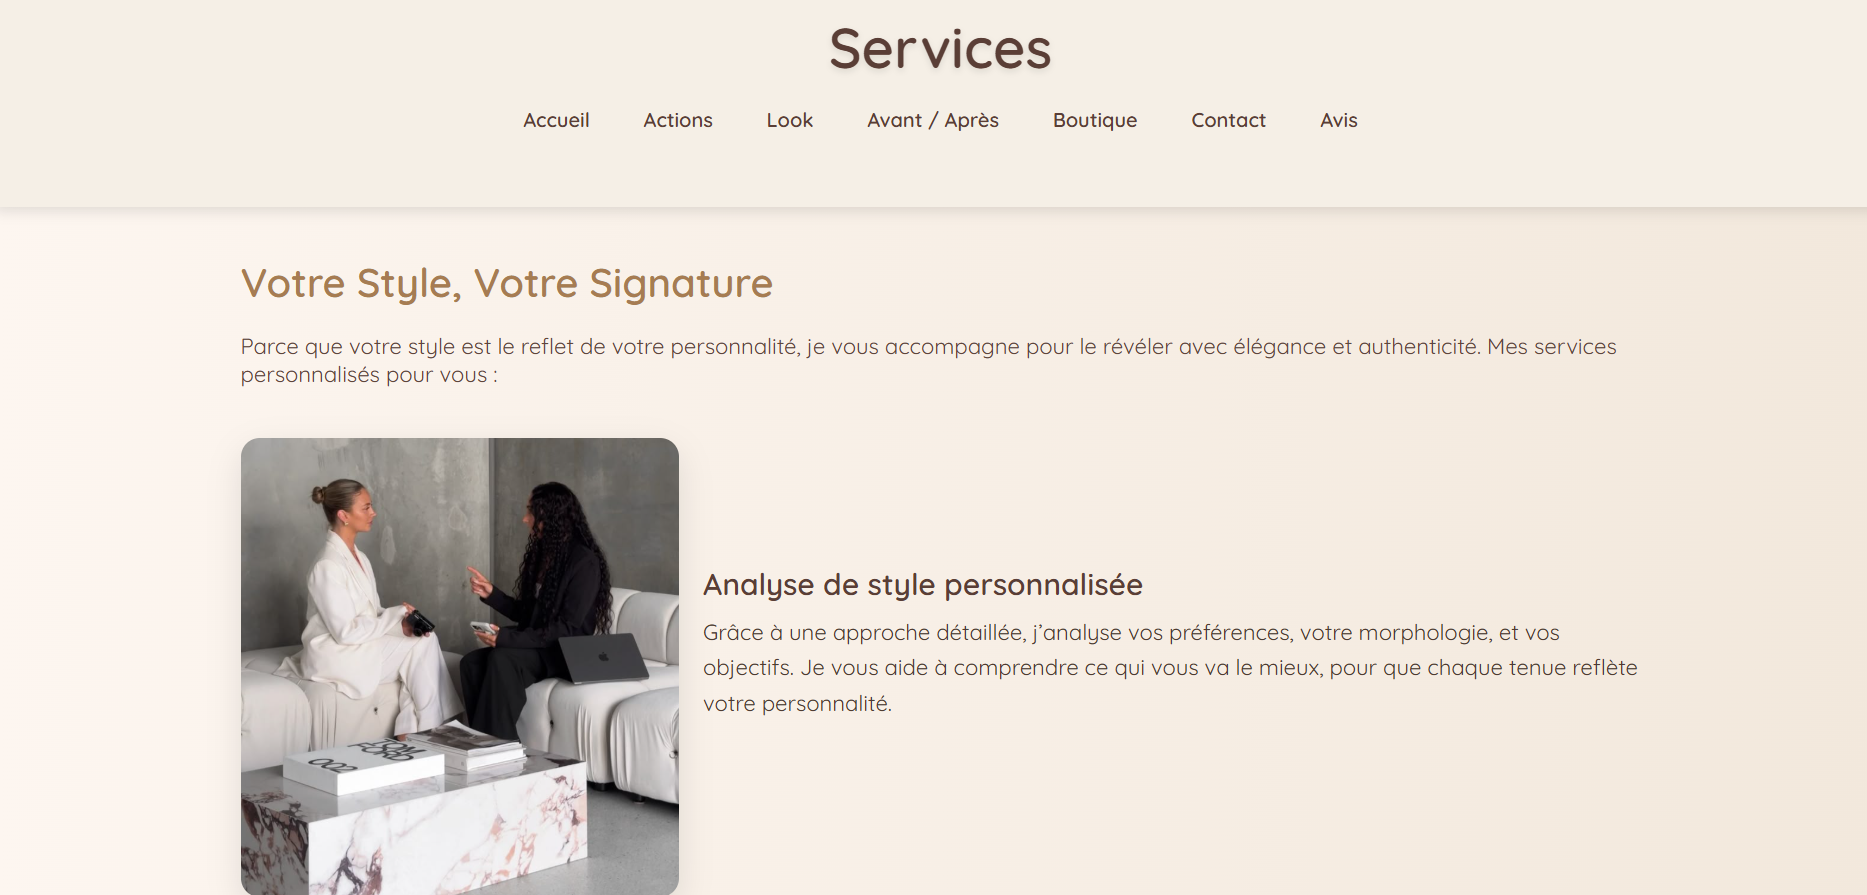 Services
Accueil Actions Look Avant / Après Boutique Contact Avis
Votre Style, Votre Signature
Parce que votre style est le reflet de votre personnalité, je vous accompagne pour le révéler avec élégance et authenticité. Mes services
personnalisés pour vous :
Analyse de style personnalisée
Grâce à une approche détaillée, j’analyse vos préférences, votre morphologie, et vos
objectifs. Je vous aide à comprendre ce qui vous va le mieux, pour que chaque tenue reflète
votre personnalité.
TOM
FORD
002